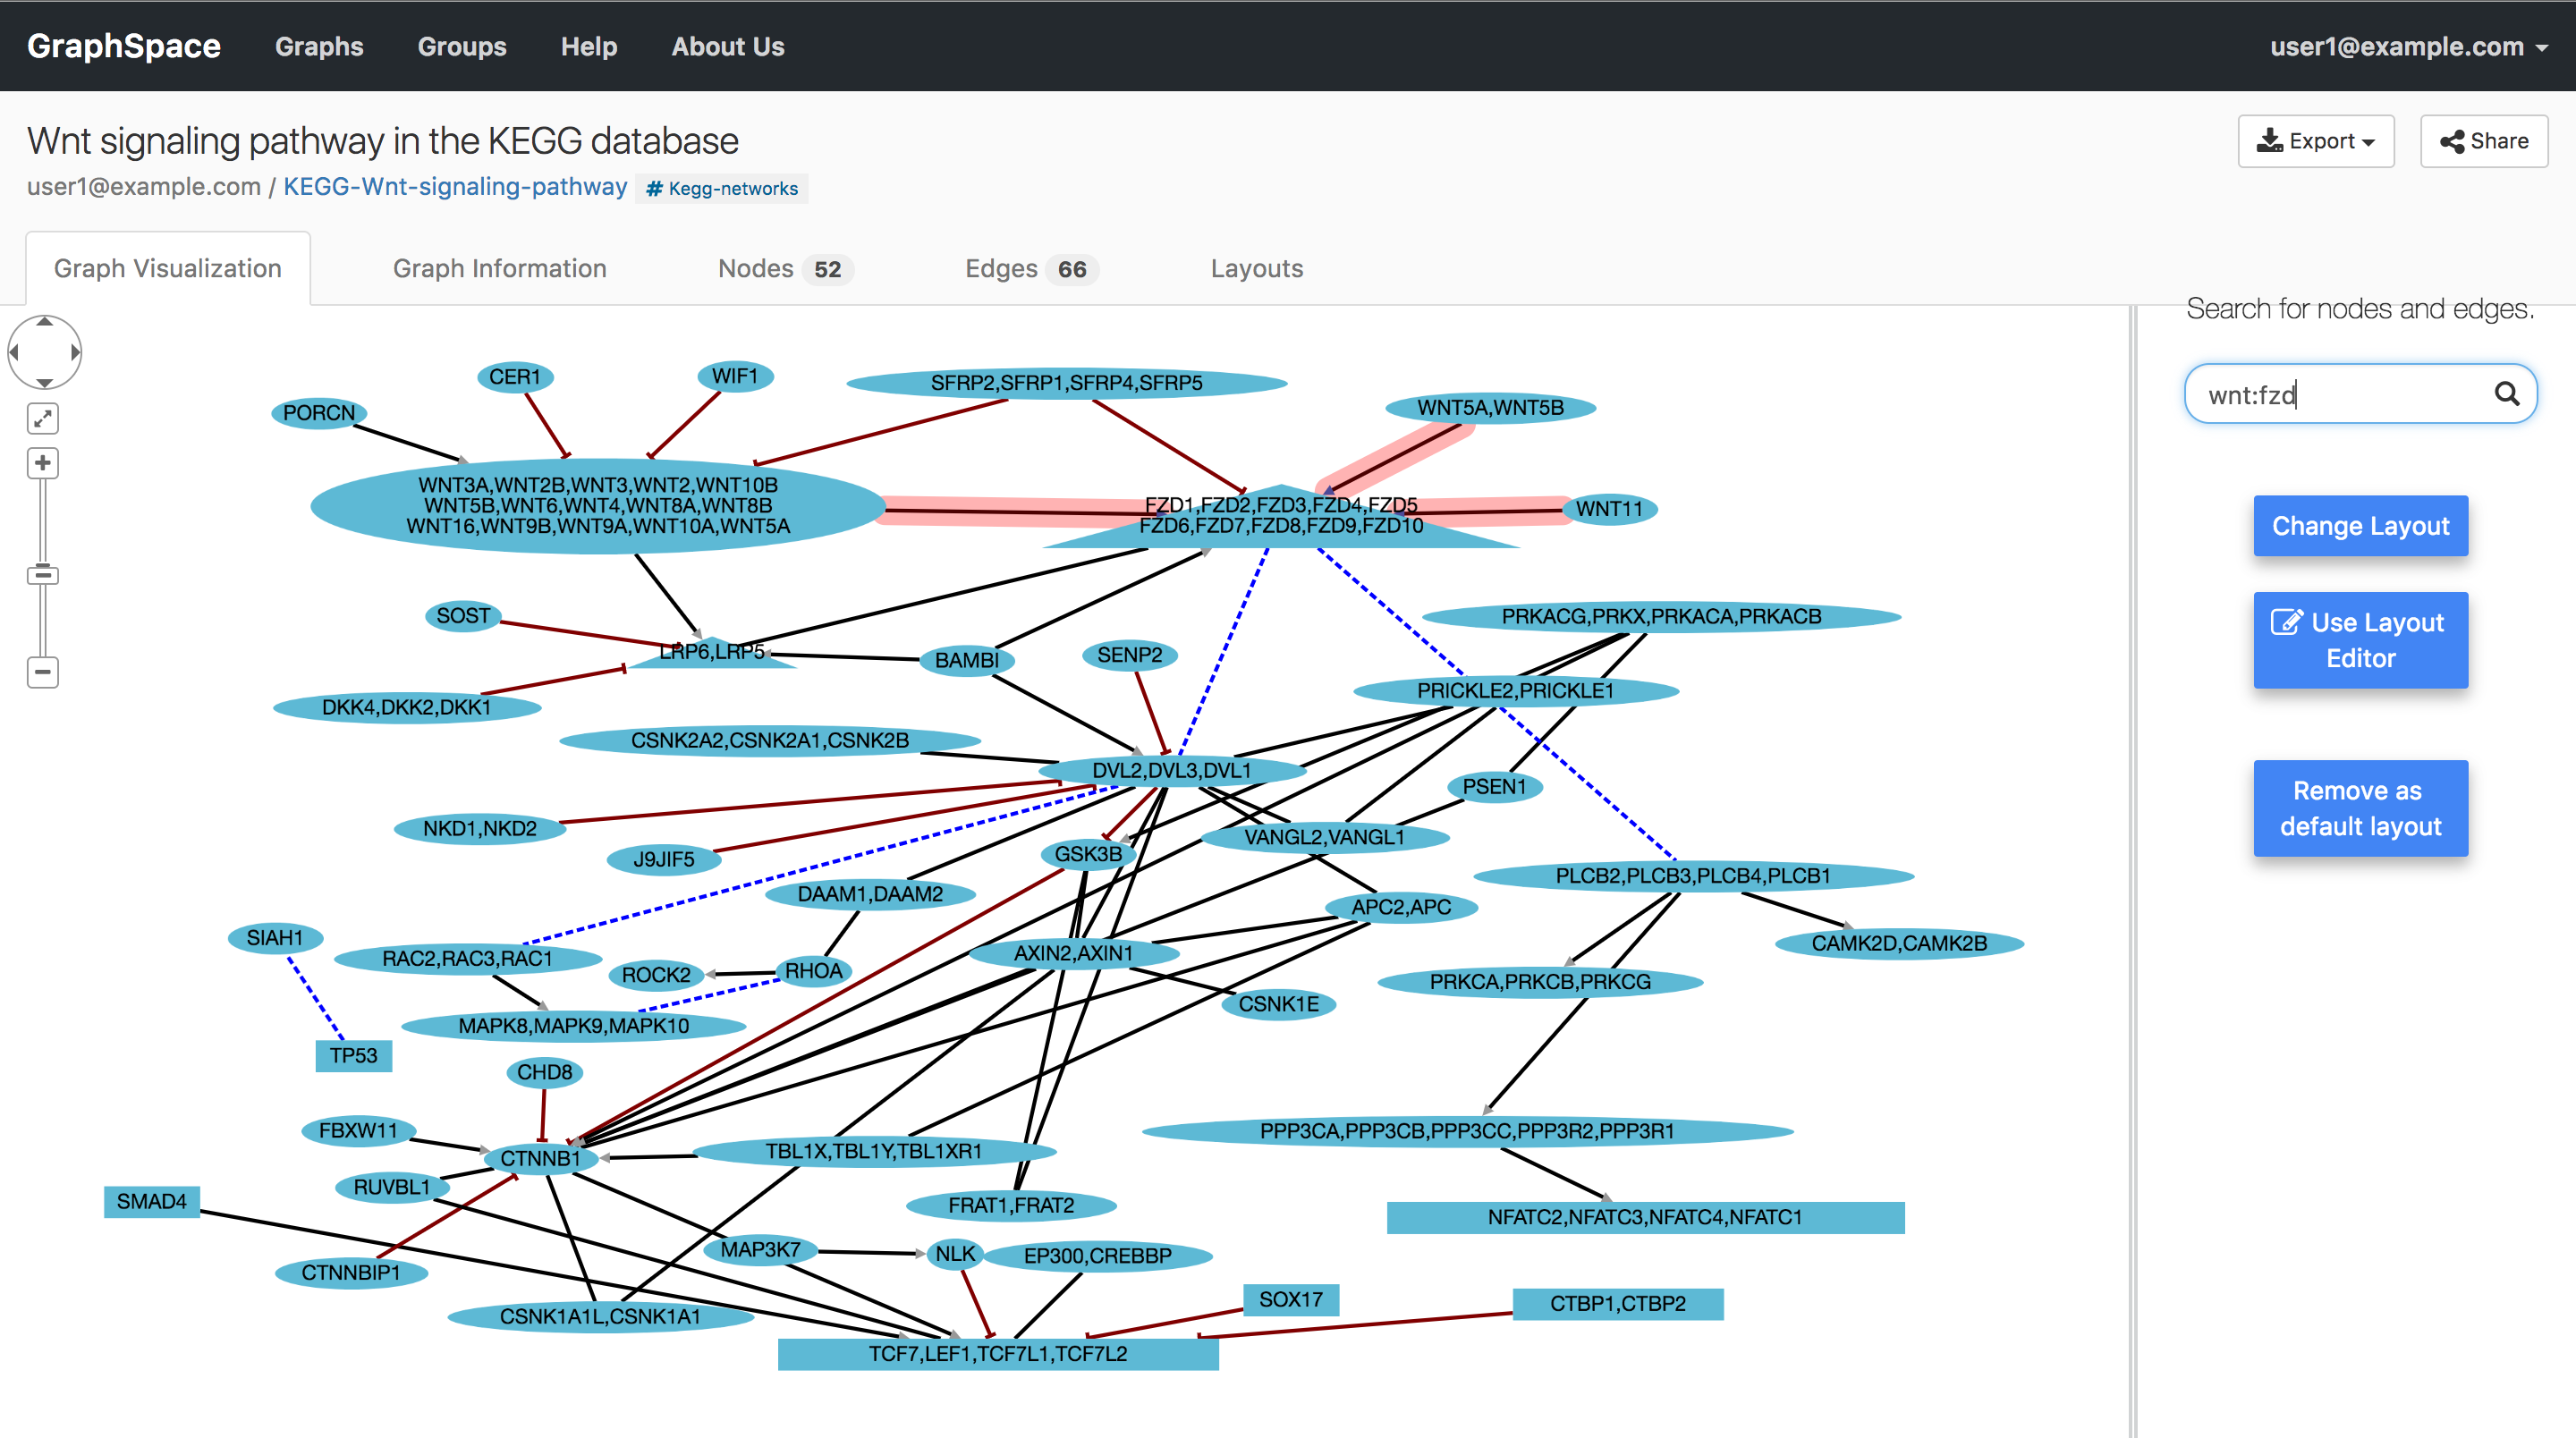 GraphSpace Graphs Groups Help About Us user1@example.com
Wnt signaling pathway in the KEGG database
Export Share
user1@example.com / KEGG-Wnt-signaling-pathway # Kegg-networks
Graph Visualization Graph Information Nodes 52 Edges 66 Layouts
Search for nodes and edges.
wnt:fzd
Change Layout
Use Layout
Editor
Remove as
default layout
CER1
WIF1
SFRP2,SFRP1,SFRP4,SFRP5
PORCN
WNT5A,WNT5B
WNT3A,WNT2B,WNT3,WNT2,WNT10B
WNT5B,WNT6,WNT4,WNT8A,WNT8B
WNT16,WNT9B,WNT9A,WNT10A,WNT5A
FZD1,FZD2,FZD3,FZD4,FZD5
FZD6,FZD7,FZD8,FZD9,FZD10
WNT11
SOST
PRKACG,PRKX,PRKACA,PRKACB
LRP6,LRP5
BAMBI
SENP2
PRICKLE2,PRICKLE1
DKK4,DKK2,DKK1
CSNK2A2,CSNK2A1,CSNK2B
DVL2,DVL3,DVL1
PSEN1
NKD1,NKD2
VANGL2,VANGL1
J9JIF5
GSK3B
PLCB2,PLCB3,PLCB4,PLCB1
DAAM1,DAAM2
APC2,APC
SIAH1
CAMK2D,CAMK2B
RAC2,RAC3,RAC1
AXIN2,AXIN1
ROCK2
RHOA
PRKCA,PRKCB,PRKCG
CSNK1E
MAPK8,MAPK9,MAPK10
TP53
CHD8
FBXW11
PPP3CA,PPP3CB,PPP3CC,PPP3R2,PPP3R1
CTNNB1
TBL1X,TBL1Y,TBL1XR1
RUVBL1
SMAD4
FRAT1,FRAT2
NFATC2,NFATC3,NFATC4,NFATC1
MAP3K7
NLK
EP300,CREBBP
CTNNBIP1
SOX17
CTBP1,CTBP2
CSNK1A1L,CSNK1A1
TCF7,LEF1,TCF7L1,TCF7L2